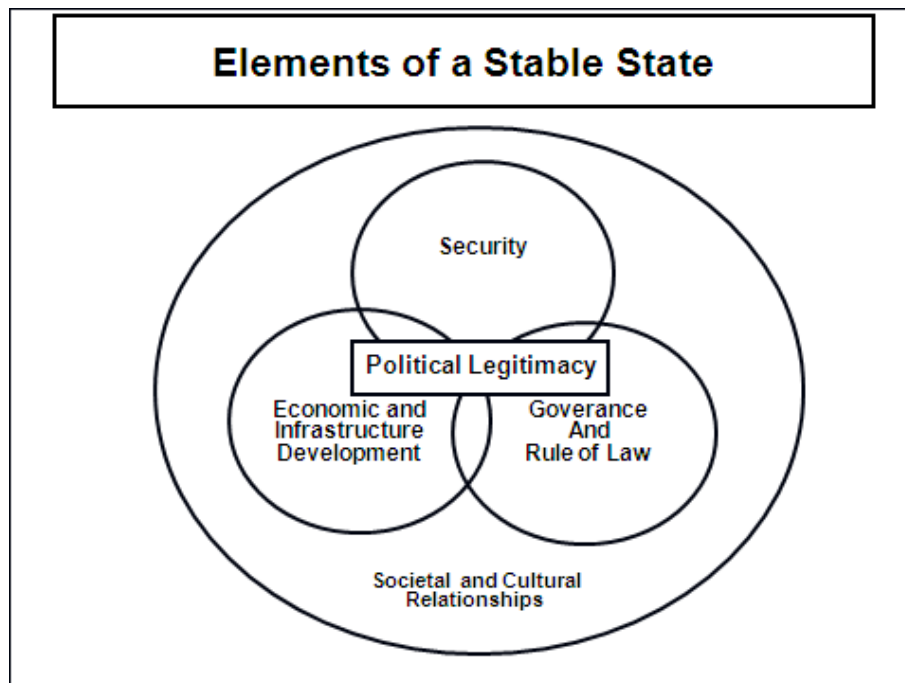 Elements of a Stable State
Security
Political Legitimacy
Economic and
Infrastructure
Development
Goverance
And
Rule of Law
Societal and Cultural
Relationships